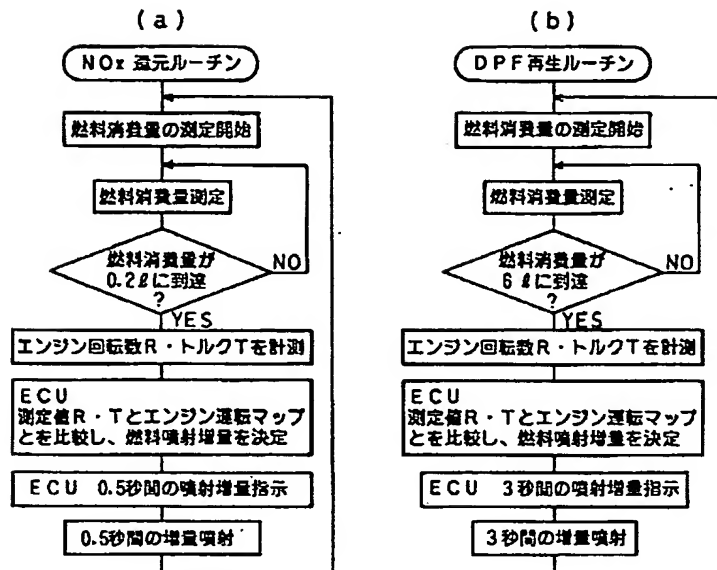 (a)
NOx 還元ルーチン
燃料消費量の測定開始
燃料消費量測定
燃料消費量が
0.2ℓに到達
?
NO
YES
エンジン回転数R・トルクTを計測
ECU
測定値R・Tとエンジン運転マップ
とを比較し、燃料噴射増量を決定
ECU 0.5秒間の噴射増量指示
0.5秒間の増量噴射
(b)
DPF再生ルーチン
燃料消費量の測定開始
燃料消費量測定
燃料消費量が
6ℓに到達
?
NO
YES
エンジン回転数R・トルクTを計測
ECU
測定値R・Tとエンジン運転マップ
とを比較し、燃料噴射増量を決定
ECU 3秒間の噴射増量指示
3秒間の増量噴射